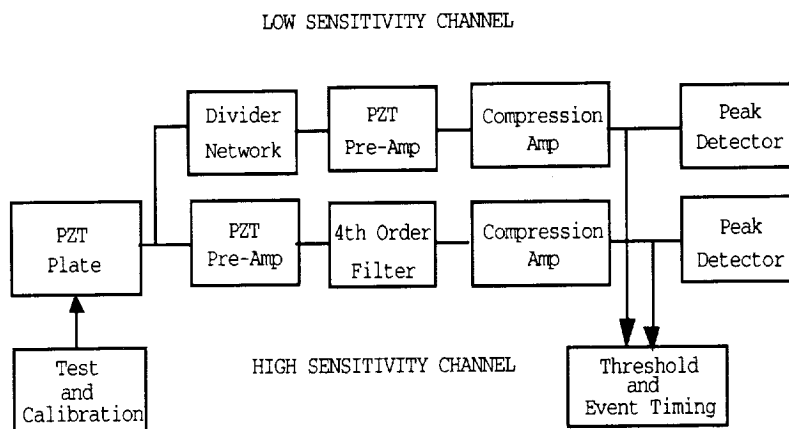 LOW SENSITIVITY CHANNEL
Divider
Network
PZT
Pre-Amp
Compression
Amp
Peak
Detector
PZT
Plate
PZT
Pre-Amp
4th Order
Filter
Compression
Amp
Peak
Detector
Test
and
Calibration
HIGH SENSITIVITY CHANNEL
Threshold
and
Event Timing